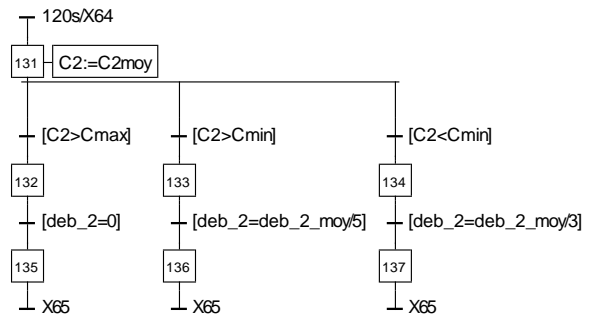 120s/X64
131 C2:=C2moy
[C2>Cmax] [C2>Cmin] [C2<Cmin]
132 133 134
[deb_2=0] [deb_2=deb_2_moy/5] [deb_2=deb_2_moy/3]
135 136 137
X65 X65 X65